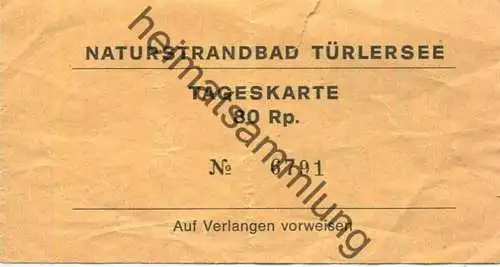 NATURSTRANDBAD TÜRLERSEE
TAGESKARTE
80 Rp.
№ 6791
Auf Verlangen vorweisen
heimatsammlung